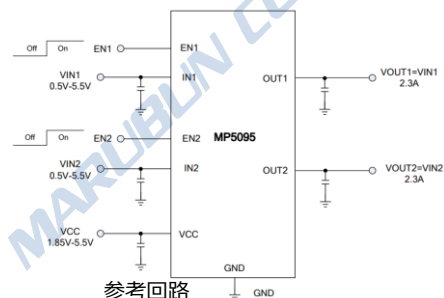 Off On EN1 EN1
VIN1 IN1 OUT1 VOUT1=VIN1
0.5V-5.5V 2.3A
Off On EN2 EN2 MP5095
VIN2 IN2 OUT2 VOUT2=VIN2
0.5V-5.5V 2.3A
VCC VCC
1.85V-5.5V
GND
参考回路 GND
MARUBUN CO